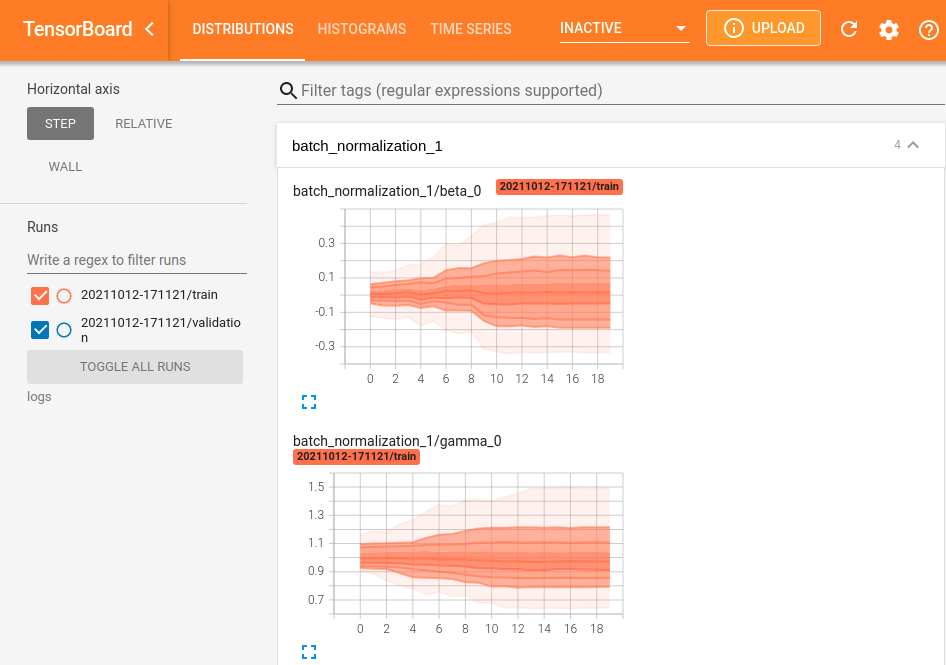 TensorBoard
DISTRIBUTIONS HISTOGRAMS TIME SERIES INACTIVE UPLOAD
Horizontal axis
STEP RELATIVE
WALL
Runs
Write a regex to filter runs
20211012-171121/train
20211012-171121/validatio
n
TOGGLE ALL RUNS
logs
Filter tags (regular expressions supported)
batch_normalization_1 4
batch_normalization_1/beta_0 20211012-171121/train
0.3
0.1
-0.1
-0.3
0 2 4 6 8 10 12 14 16 18
batch_normalization_1/gamma_0
20211012-171121/train
1.5
1.3
1.1
0.9
0.7
0 2 4 6 8 10 12 14 16 18